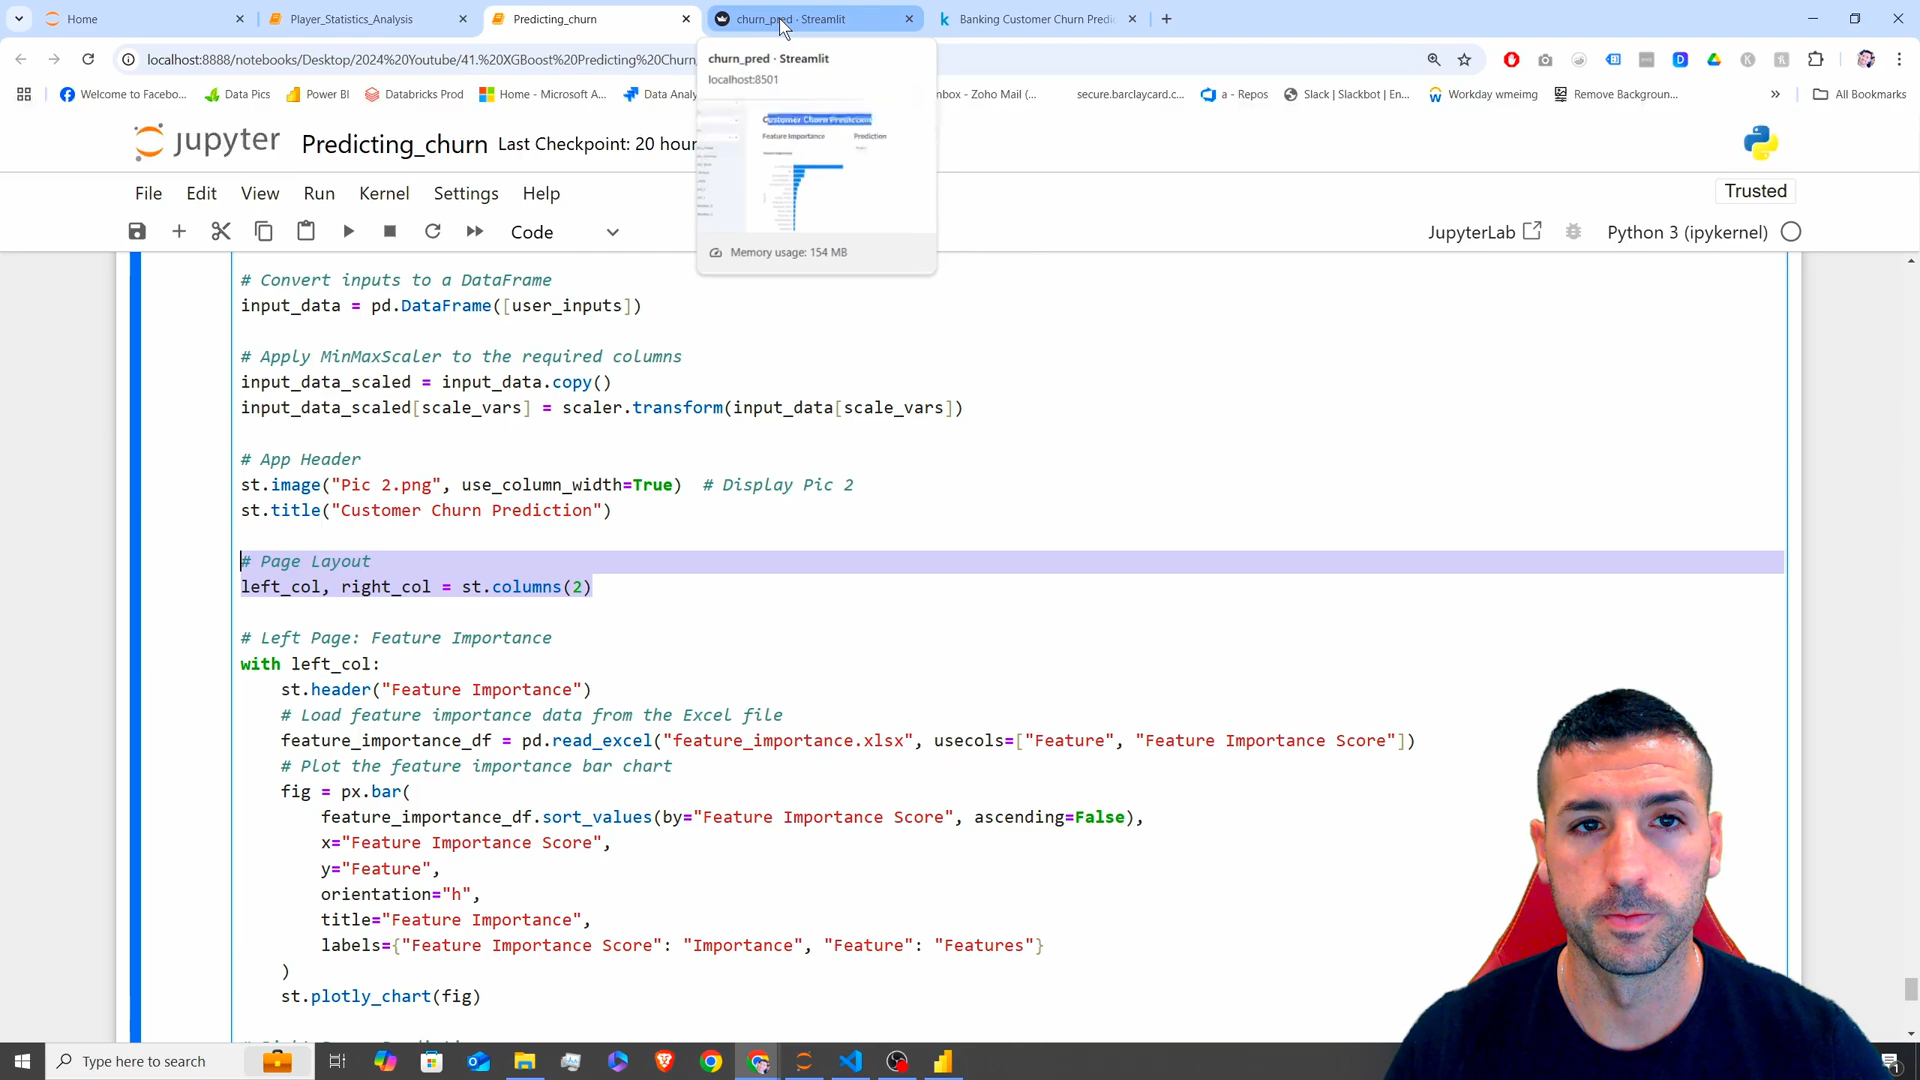 Home
Player_Statistics_Analysis
Predicting_churn
churn_pred · Streamlit
Banking Customer Churn Predic
localhost:8888/notebooks/Desktop/2024%20Youtube/41.%20XGBoost%20Predicting%20Churn
churn_pred · Streamlit
localhost:8501
Welcome to Facebo...
Data Pics
Power BI
Databricks Prod
Home - Microsoft A...
Data Analy
nbox - Zoho Mail (...
secure.barclaycard.c...
a - Repos
Slack | Slackbot | En...
Workday wmeimg
Remove Backgroun...
All Bookmarks
Customer Churn Prediction
Feature Importance
Prediction
jupyter
Predicting_churn
Last Checkpoint: 20 hour
File
Edit
View
Run
Kernel
Settings
Help
Trusted
Code
JupyterLab
Python 3 (ipykernel)
Memory usage: 154 MB
# Convert inputs to a DataFrame
input_data = pd.DataFrame([user_inputs])
# Apply MinMaxScaler to the required columns
input_data_scaled = input_data.copy()
input_data_scaled[scale_vars] = scaler.transform(input_data[scale_vars])
# App Header
st.image("Pic 2.png", use_column_width=True)  # Display Pic 2
st.title("Customer Churn Prediction")
# Page Layout
left_col, right_col = st.columns(2)
# Left Page: Feature Importance
with left_col:
st.header("Feature Importance")
# Load feature importance data from the Excel file
feature_importance_df = pd.read_excel("feature_importance.xlsx", usecols=["Feature", "Feature Importance Score"])
# Plot the feature importance bar chart
fig = px.bar(
feature_importance_df.sort_values(by="Feature Importance Score", ascending=False),
x="Feature Importance Score",
y="Feature",
orientation="h",
title="Feature Importance",
labels={"Feature Importance Score": "Importance", "Feature": "Features"}
)
st.plotly_chart(fig)
Type here to search
1